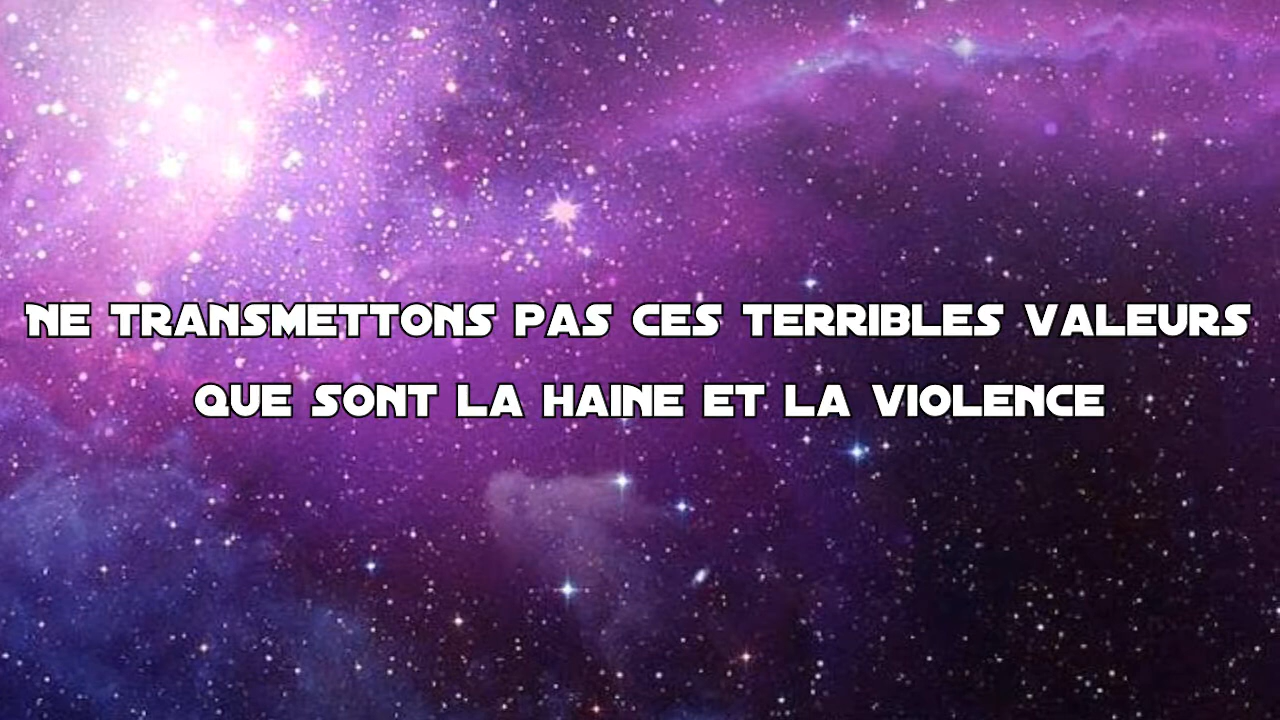 NE TRANSMETTONS PAS CES TERRIBLES VALEURS
QUE SONT LA HAINE ET LA VIOLENCE